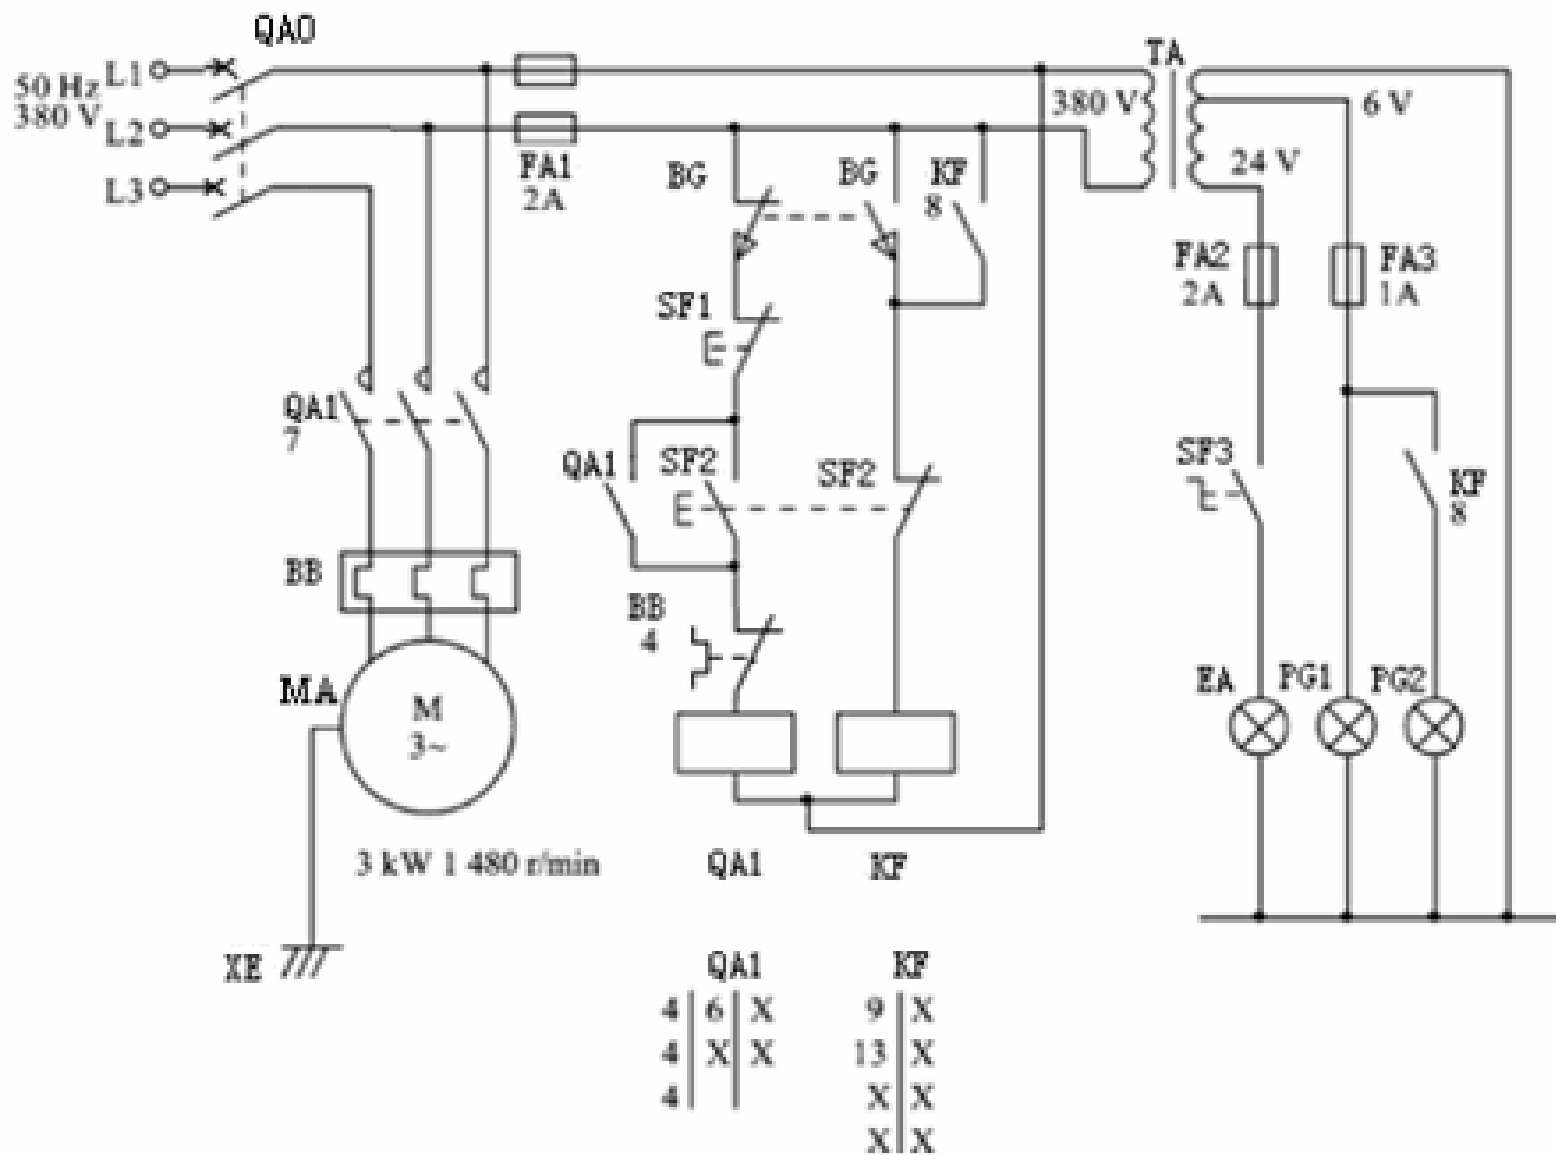 QA0
50 Hz
380 V
L1
L2
L3
FA1
2A
BG
BG
KF
8
380 V
TA
6 V
24 V
FA2
2A
FA3
1A
SF1
QA1
7
QA1
SF2
SF2
SF3
KF
8
BB
BB
4
MA
M
3~
EA
PG1
PG2
3 kW 1 480 r/min
QA1
KF
XE
QA1
KF
4 6 X
9 X
4 X X
13 X
4
X X
X X